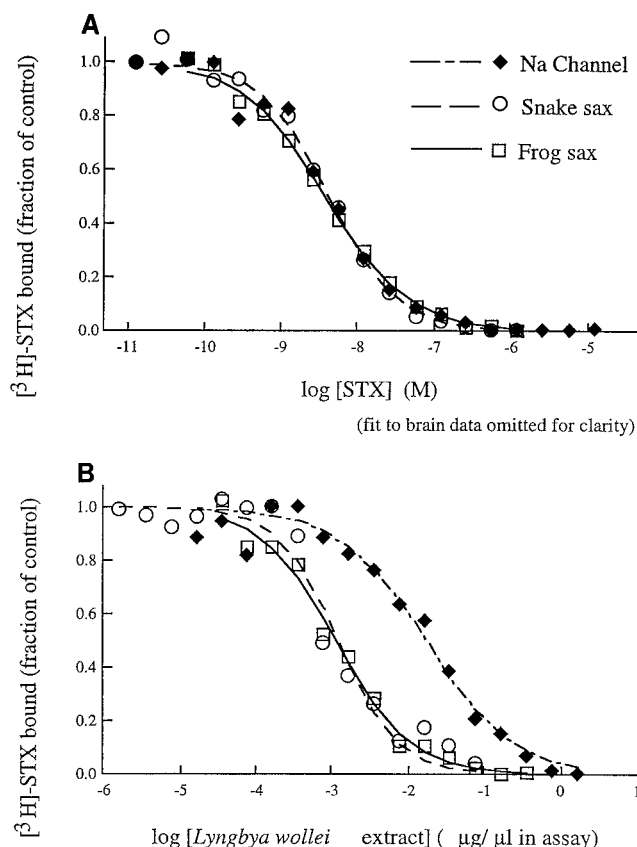 A
[³H]-STX bound (fraction of control)
1.0
0.8
0.6
0.4
0.2
0.0
Na Channel
Snake sax
Frog sax
-11 -10 -9 -8 -7 -6 -5
log [STX] (M)
(fit to brain data omitted for clarity)
B
[³H]-STX bound (fraction of control)
1.0
0.8
0.6
0.4
0.2
0.0
-6 -5 -4 -3 -2 -1 0 1
log [Lyngbya wollei extract] ( µg/ µl in assay)